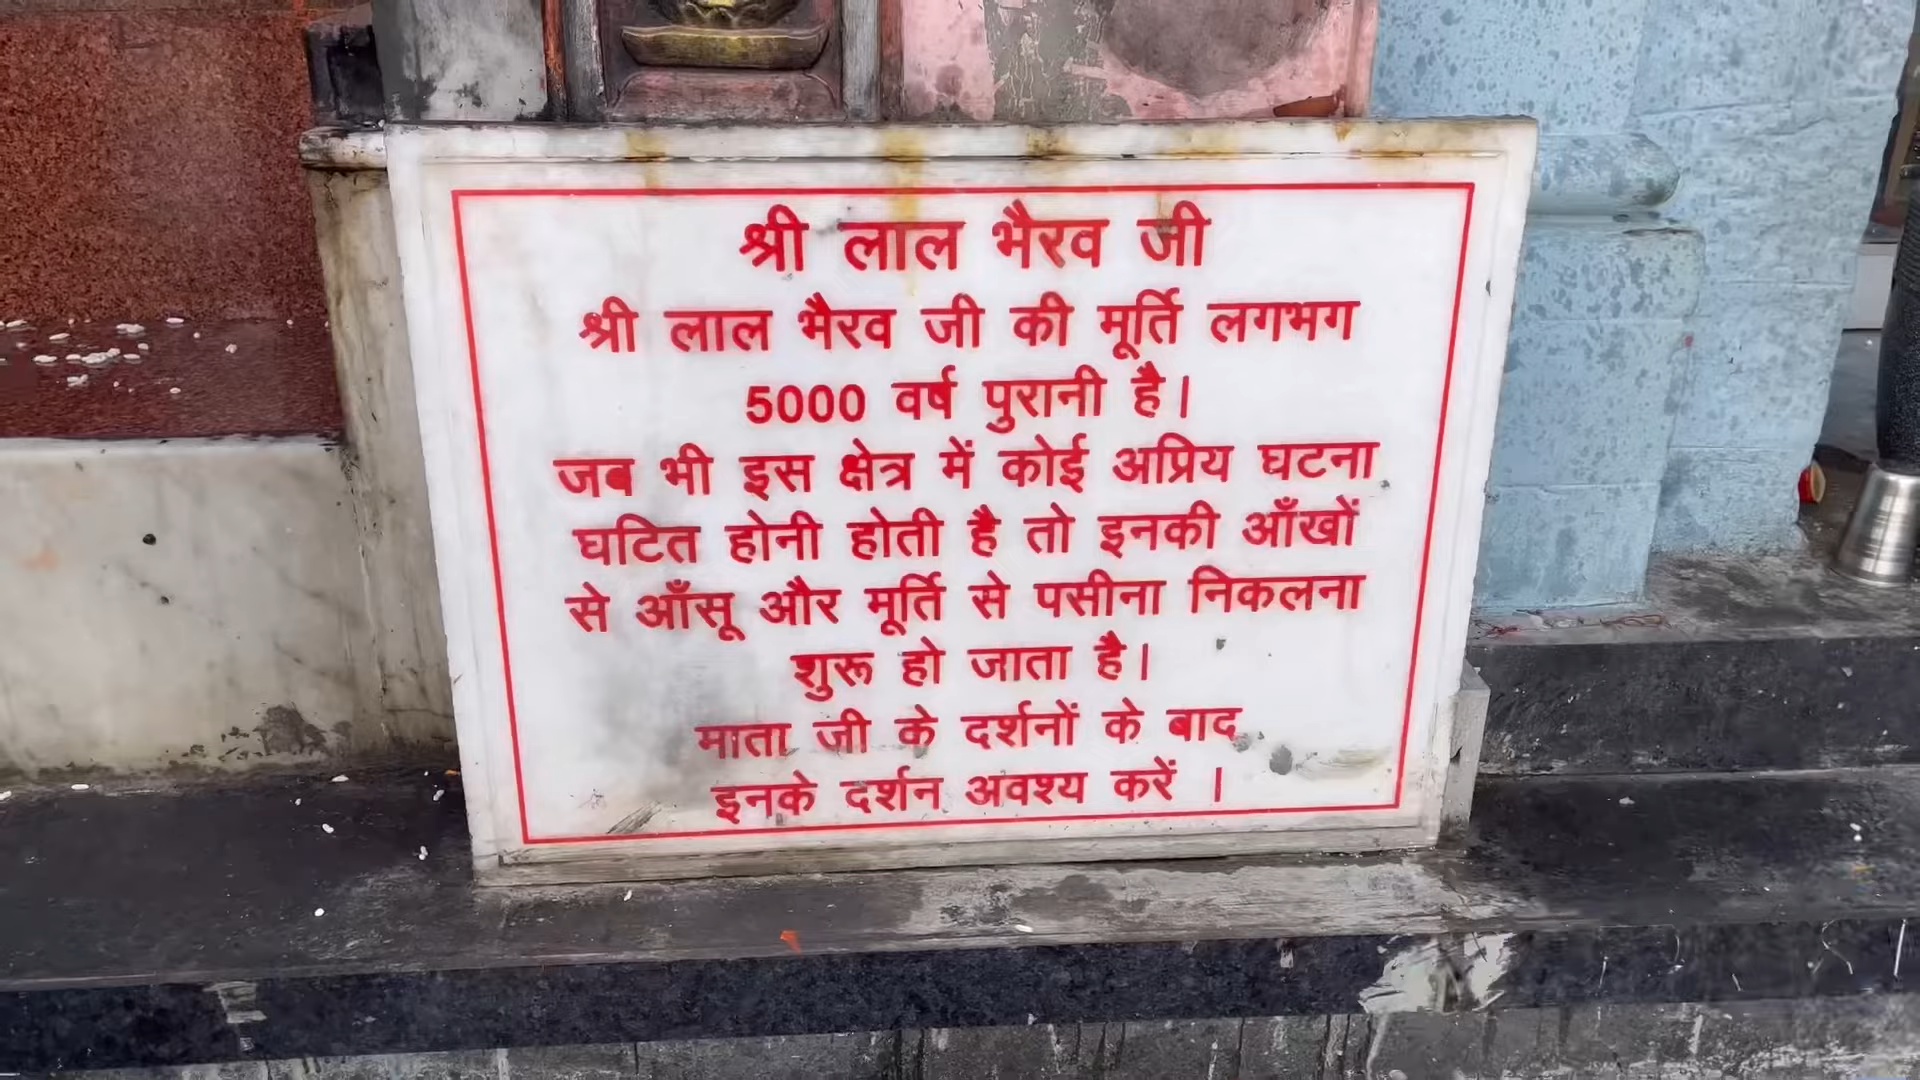 श्री लाल भैरव जी
श्री लाल भैरव जी की मूर्ति लगभग
5000 वर्ष पुरानी है।
जब भी इस क्षेत्र में कोई अप्रिय घटना
घटित होनी होती है तो इनकी आँखों
से आँसू और मूर्ति से पसीना निकलना
शुरू हो जाता है।
माता जी के दर्शनों के बाद
इनके दर्शन अवश्य करें ।